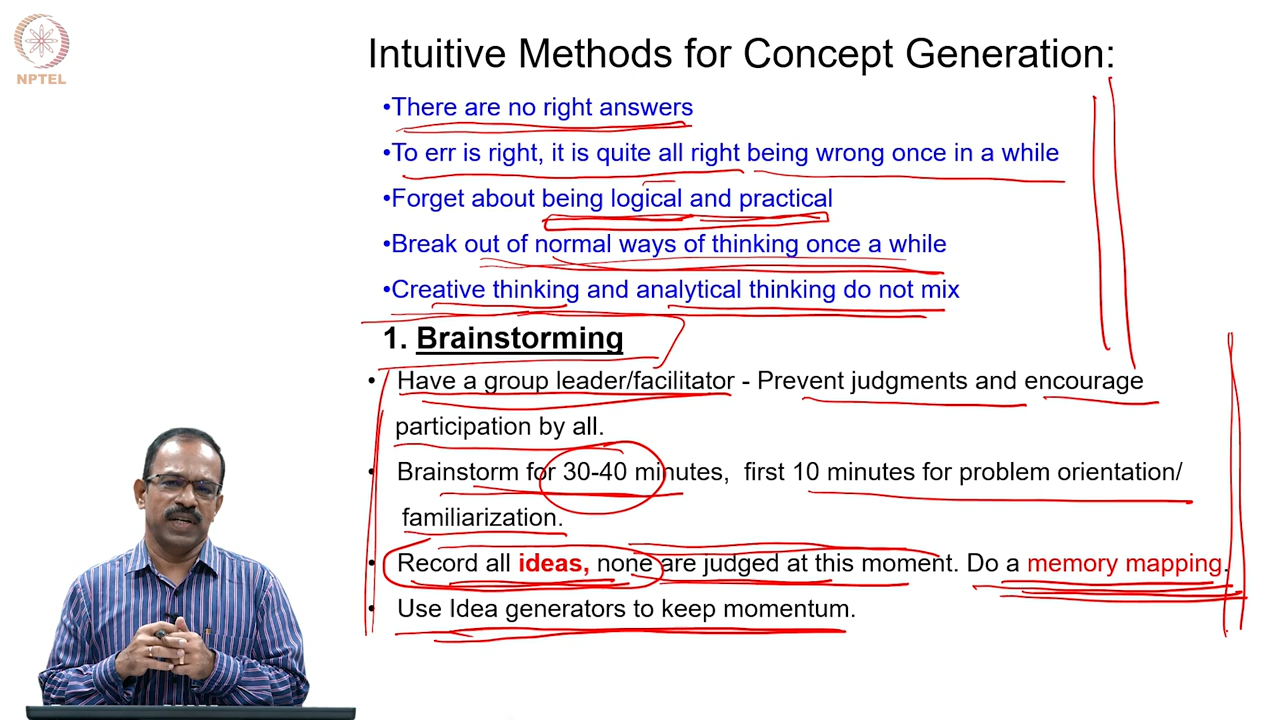 NPTEL
Intuitive Methods for Concept Generation:
•There are no right answers
•To err is right, it is quite all right being wrong once in a while
•Forget about being logical and practical
•Break out of normal ways of thinking once a while
•Creative thinking and analytical thinking do not mix
1. Brainstorming
• Have a group leader/facilitator - Prevent judgments and encourage
participation by all.
• Brainstorm for 30-40 minutes, first 10 minutes for problem orientation/
familiarization.
• Record all ideas, none are judged at this moment. Do a memory mapping.
• Use Idea generators to keep momentum.